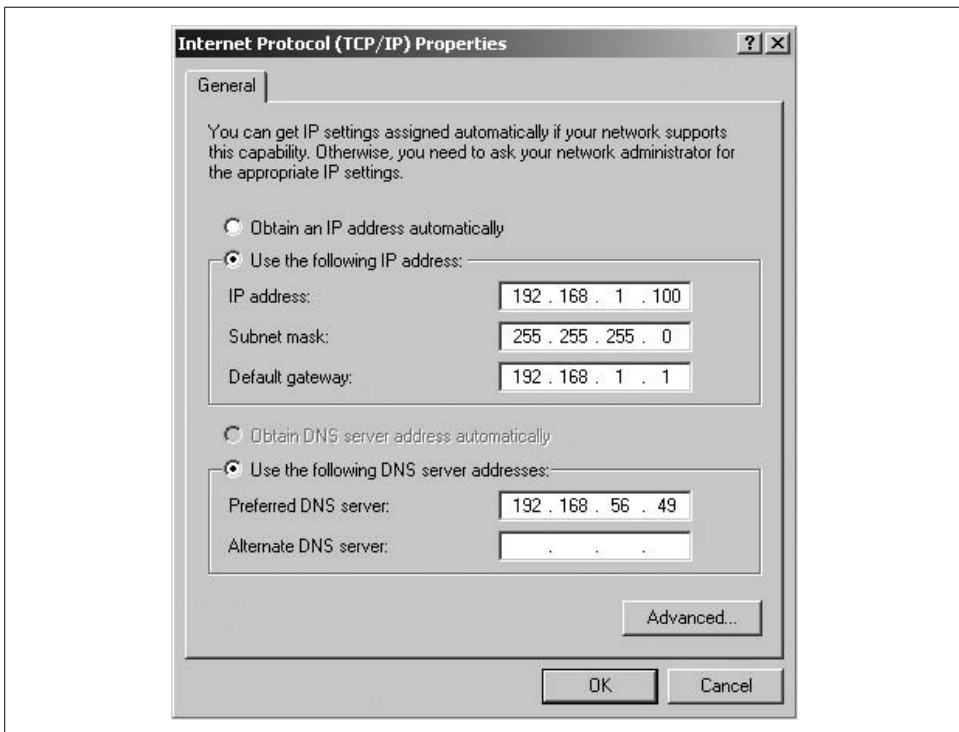 Internet Protocol (TCP/IP) Properties
General
You can get IP settings assigned automatically if your network supports
this capability. Otherwise, you need to ask your network administrator for
the appropriate IP settings.
Obtain an IP address automatically
Use the following IP address:
IP address: 192 . 168 . 1 . 100
Subnet mask: 255 . 255 . 255 . 0
Default gateway: 192 . 168 . 1 . 1
Obtain DNS server address automatically
Use the following DNS server addresses:
Preferred DNS server: 192 . 168 . 56 . 49
Alternate DNS server: . . .
Advanced...
OK Cancel